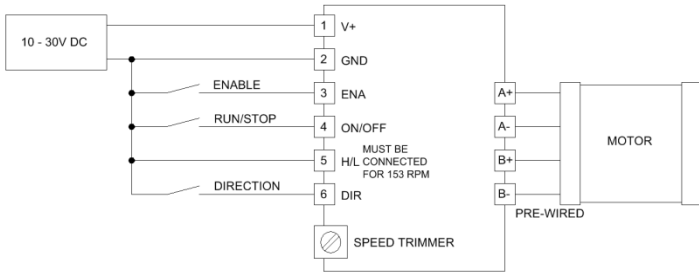 10 - 30V DC
1 V+
2 GND
ENABLE
3 ENA
RUN/STOP
4 ON/OFF
5 H/L MUST BE CONNECTED FOR 153 RPM
DIRECTION
6 DIR
SPEED TRIMMER
A+
A-
B+
B-
PRE-WIRED
MOTOR